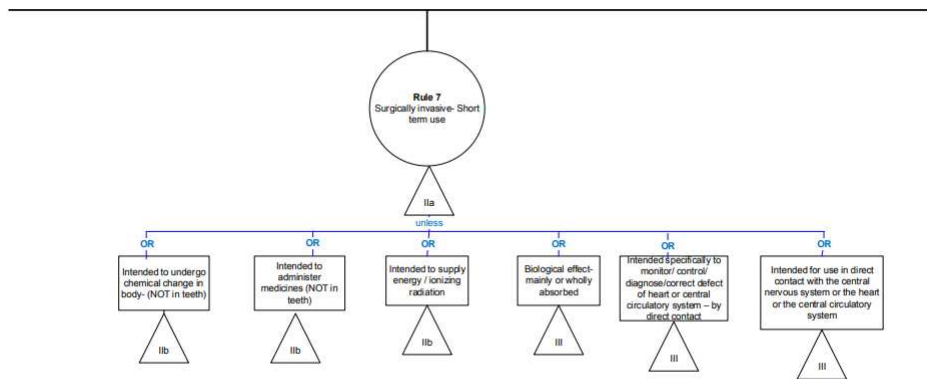 Rule 7
Surgically invasive- Short
term use
IIa
unless
OR
OR
OR
OR
OR
OR
Intended to undergo
chemical change in
body- (NOT in teeth)
Intended to
administer
medicines (NOT in
teeth)
Intended to supply
energy / ionizing
radiation
Biological effect-
mainly or wholly
absorbed
Intended specifically to
monitor/ control/
diagnose/correct defect
of heart or central
circulatory system – by
direct contact
Intended for use in direct
contact with the central
nervous system or the heart
or the central circulatory
system
IIb
IIb
IIb
III
III
III